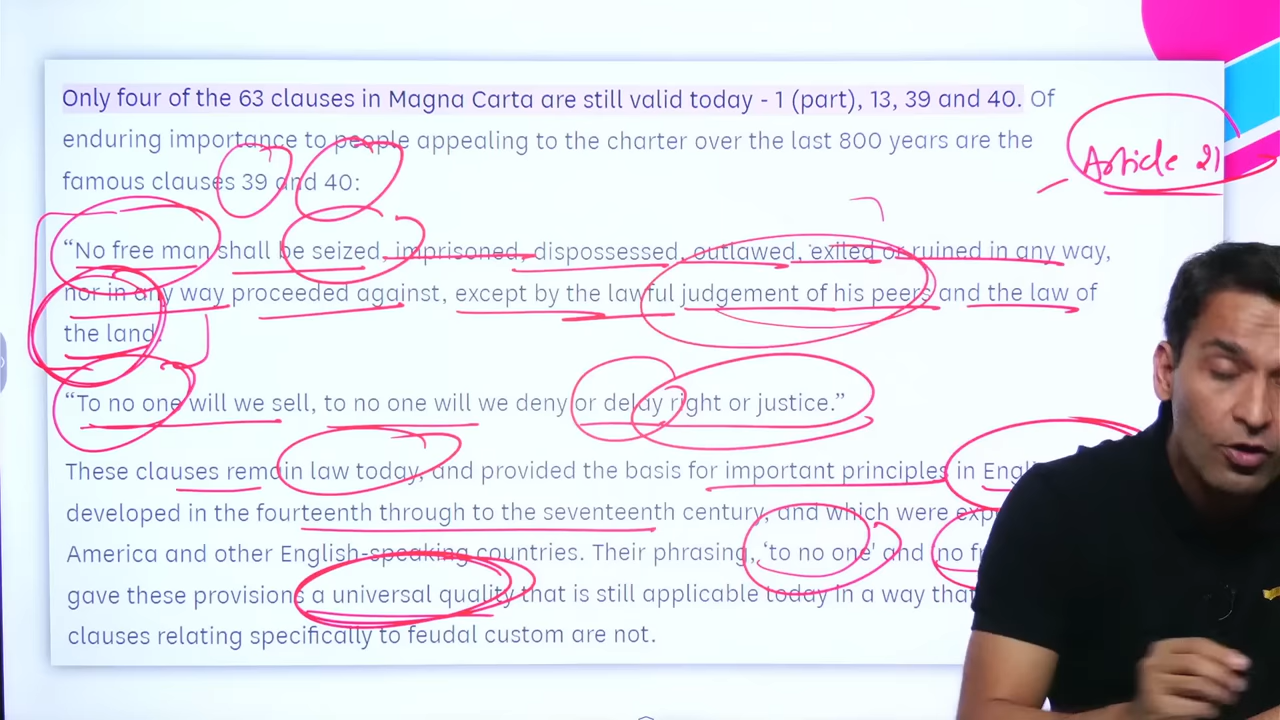 Only four of the 63 clauses in Magna Carta are still valid today - 1 (part), 13, 39 and 40. Of
enduring importance to people appealing to the charter over the last 800 years are the
famous clauses 39 and 40:
Article 21
“No free man shall be seized, imprisoned, dispossessed, outlawed, exiled or ruined in any way,
nor in any way proceeded against, except by the lawful judgement of his peers and the law of
the land.
“To no one will we sell, to no one will we deny or delay right or justice.”
These clauses remain law today, and provided the basis for important principles in
developed in the fourteenth through to the seventeenth century, and which were
America and other English-speaking countries. Their phrasing, ‘to no one' and
gave these provisions a universal quality that is still applicable today in a way
clauses relating specifically to feudal custom are not.